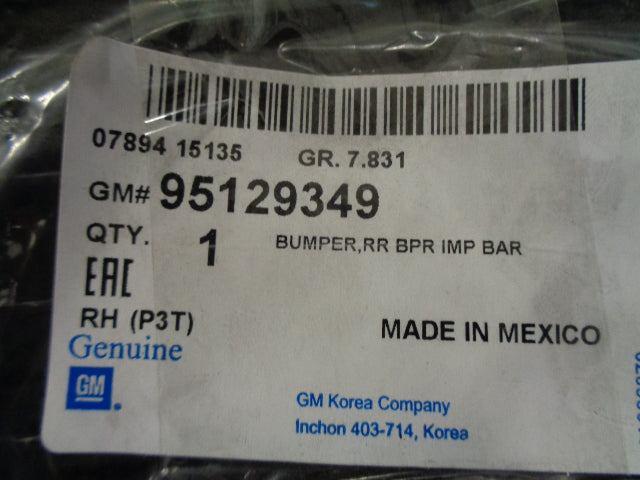 07894 15135 GR. 7.831
GM# 95129349
QTY. 1 BUMPER,RR BPR IMP BAR
EAC
RH (P3T) MADE IN MEXICO
Genuine
GM
GM Korea Company
Inchon 403-714, Korea